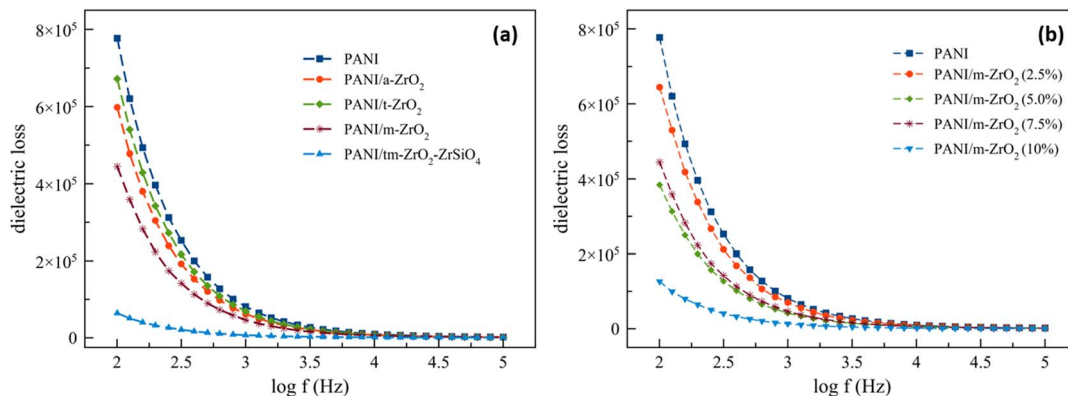 (a)
8×10⁵
6×10⁵
4×10⁵
2×10⁵
0
dielectric loss
PANI
PANI/a-ZrO₂
PANI/t-ZrO₂
PANI/m-ZrO₂
PANI/tm-ZrO₂-ZrSiO₄
2 2.5 3 3.5 4 4.5 5
log f (Hz)
(b)
8×10⁵
6×10⁵
4×10⁵
2×10⁵
0
dielectric loss
PANI
PANI/m-ZrO₂ (2.5%)
PANI/m-ZrO₂ (5.0%)
PANI/m-ZrO₂ (7.5%)
PANI/m-ZrO₂ (10%)
2 2.5 3 3.5 4 4.5 5
log f (Hz)